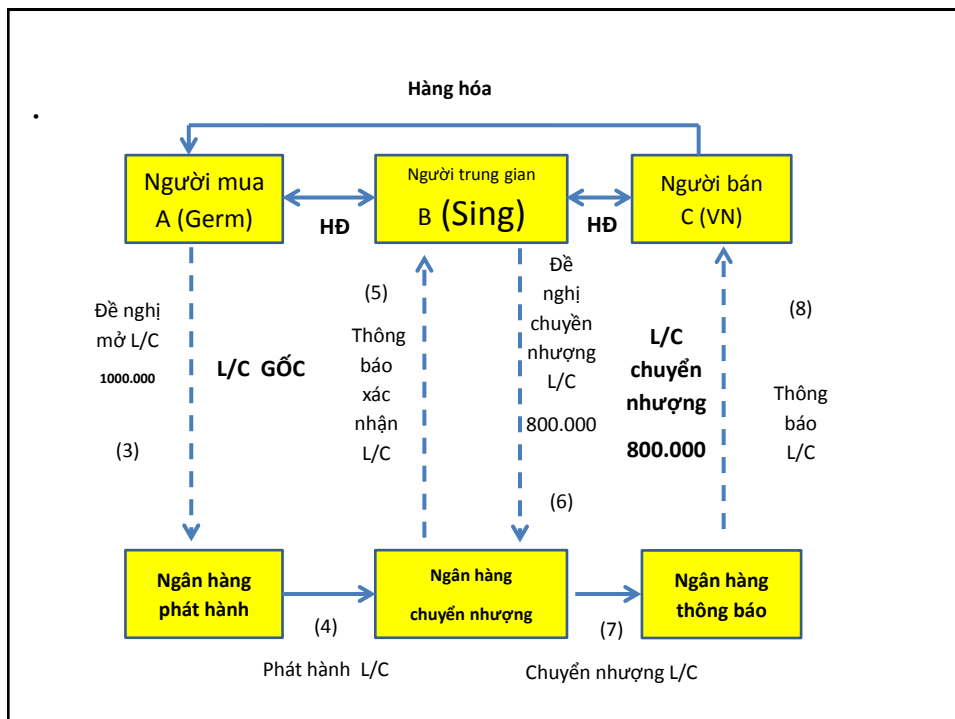 Hàng hóa
Người mua
A (Germ)
HĐ
Người trung gian
B (Sing)
HĐ
Người bán
C (VN)
Đề nghị
mở L/C
1000.000
(3)
L/C GỐC
(5)
Thông
báo
xác
nhận
L/C
Đề
nghị
chuyền
nhượng
L/C
800.000
(6)
L/C
chuyển
nhượng
800.000
(8)
Thông
báo
L/C
Ngân hàng
phát hành
(4)
Phát hành L/C
Ngân hàng
chuyển nhượng
(7)
Chuyển nhượng L/C
Ngân hàng
thông báo